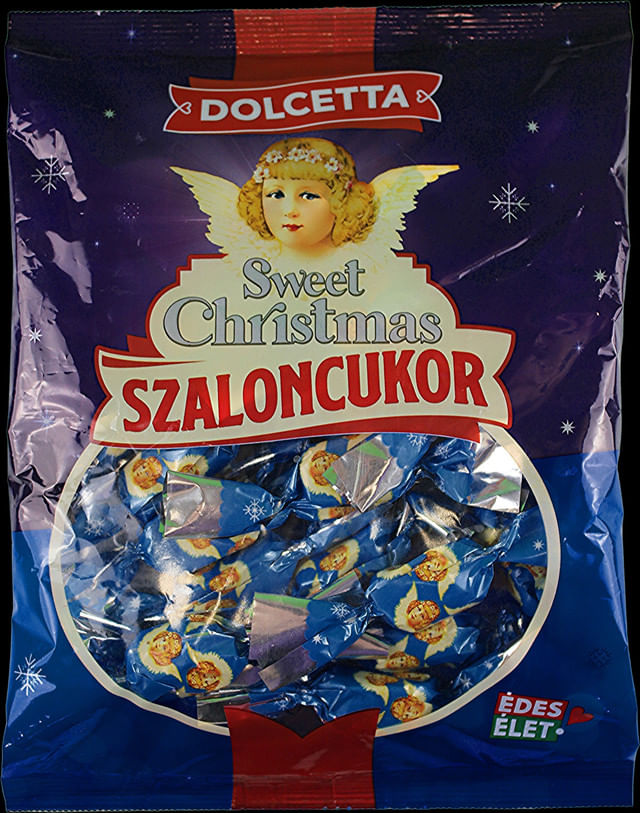 DOLCETTA
Sweet
Christmas
SZALONCUKOR
ÉDES
ÉLET